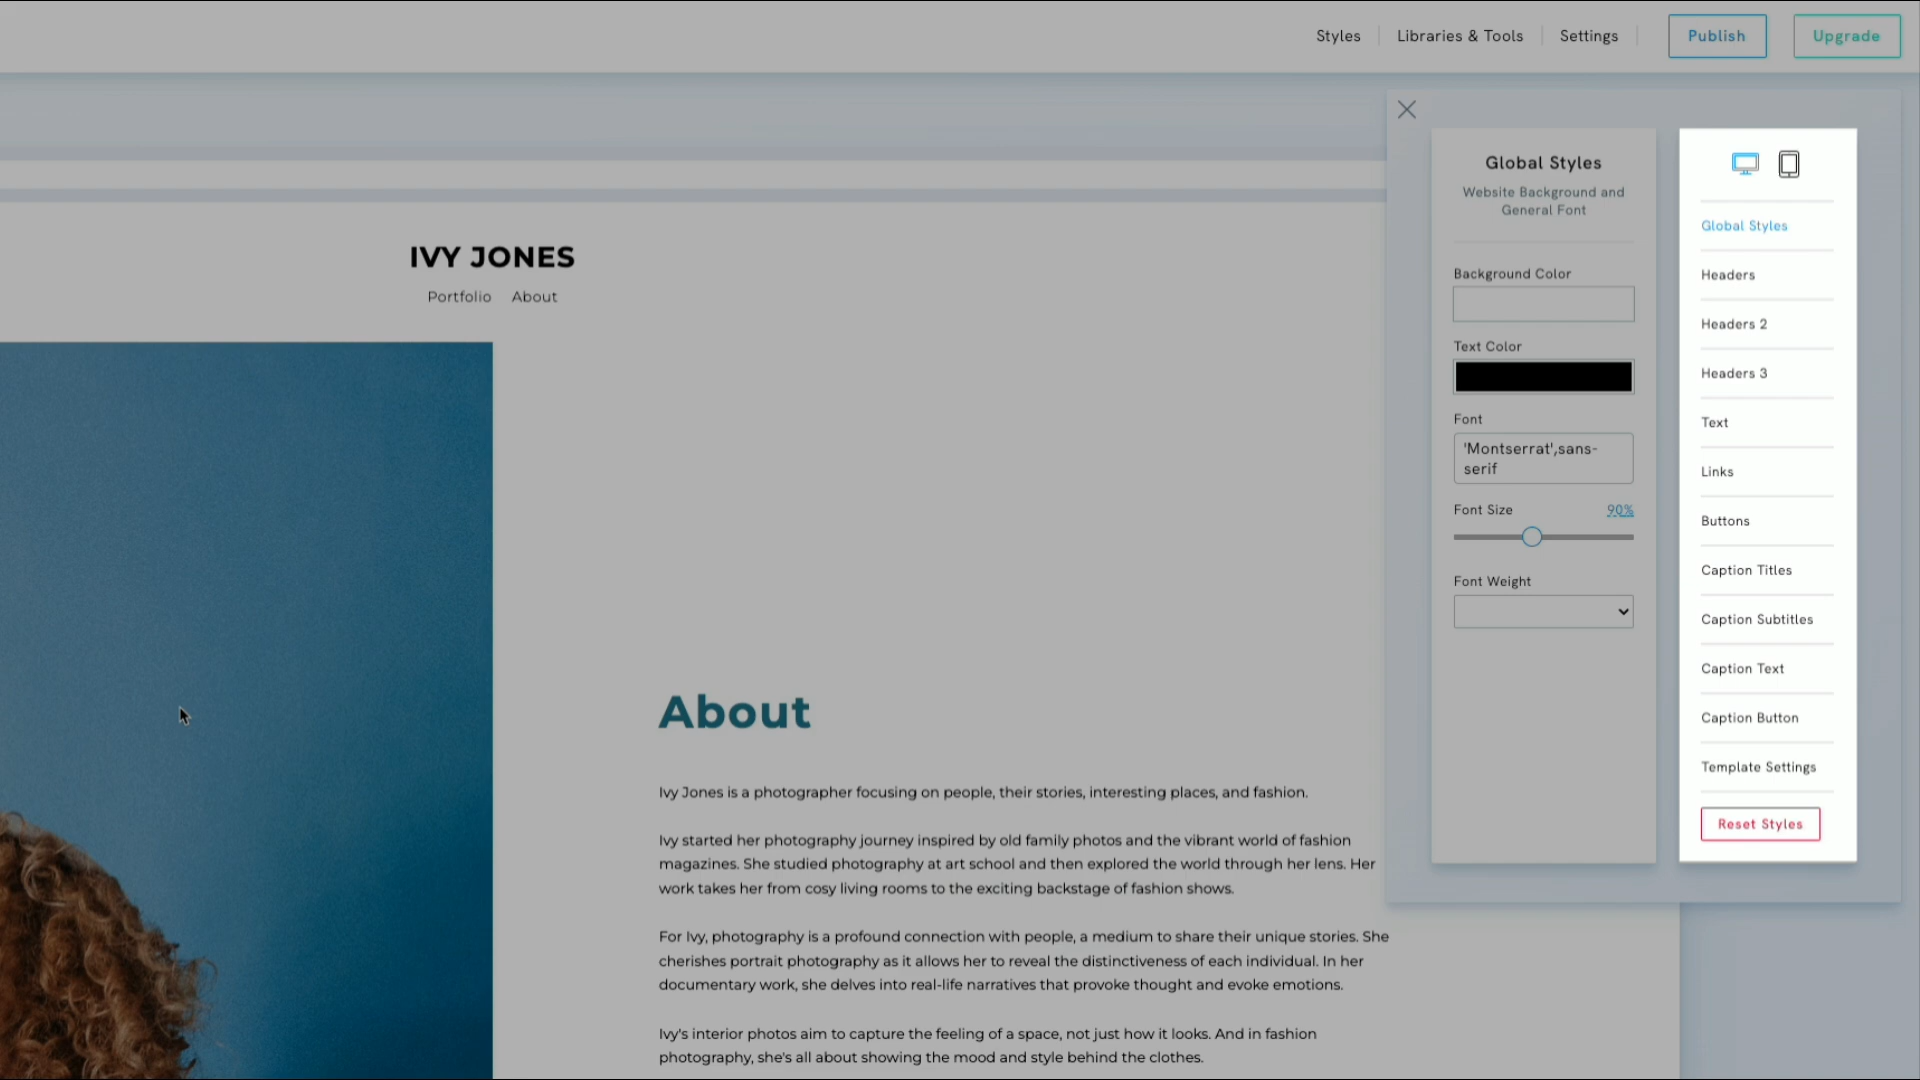 Styles
Libraries & Tools
Settings
Publish
Upgrade
IVY JONES
Portfolio
About
About
Ivy Jones is a photographer focusing on people, their stories, interesting places, and fashion.
Ivy started her photography journey inspired by old family photos and the vibrant world of fashion
magazines. She studied photography at art school and then explored the world through her lens. Her
work takes her from cosy living rooms to the exciting backstage of fashion shows.
For Ivy, photography is a profound connection with people, a medium to share their unique stories. She
cherishes portrait photography as it allows her to reveal the distinctiveness of each individual. In her
documentary work, she delves into real-life narratives that provoke thought and evoke emotions.
Ivy's interior photos aim to capture the feeling of a space, not just how it looks. And in fashion
photography, she's all about showing the mood and style behind the clothes.
Global Styles
Website Background and
General Font
Background Color
Text Color
Font
'Montserrat',sans-
serif
Font Size
90%
Font Weight
Global Styles
Headers
Headers 2
Headers 3
Text
Links
Buttons
Caption Titles
Caption Subtitles
Caption Text
Caption Button
Template Settings
Reset Styles